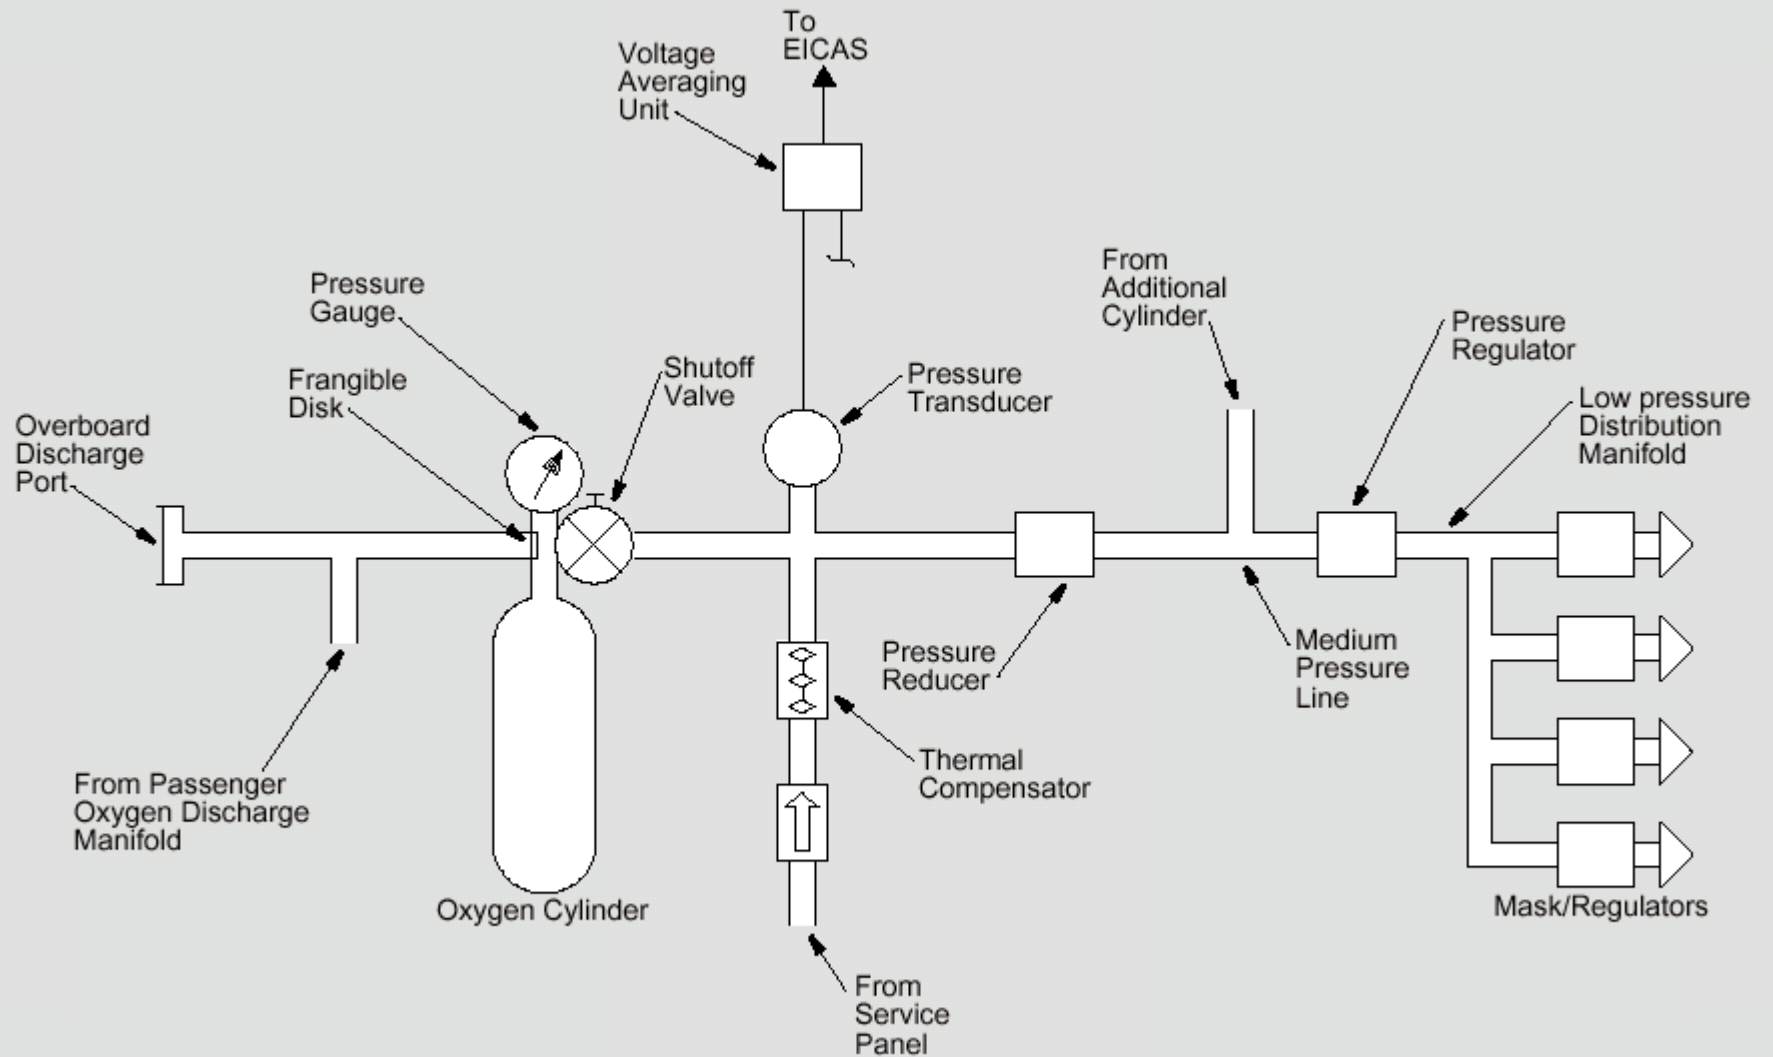 To
EICAS
Voltage
Averaging
Unit
From
Additional
Cylinder
Pressure
Gauge
Pressure
Regulator
Shutoff
Valve
Pressure
Transducer
Frangible
Disk
Low pressure
Distribution
Manifold
Overboard
Discharge
Port
Medium
Pressure
Line
Pressure
Reducer
Thermal
Compensator
From Passenger
Oxygen Discharge
Manifold
Oxygen Cylinder
Mask/Regulators
From
Service
Panel